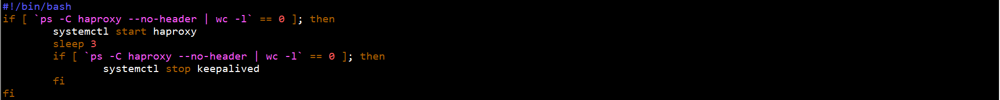 #!/bin/bash
if [ `ps -C haproxy --no-header | wc -l` == 0 ]; then
        systemctl start haproxy
        sleep 3
        if [ `ps -C haproxy --no-header | wc -l` == 0 ]; then
                systemctl stop keepalived
        fi
fi